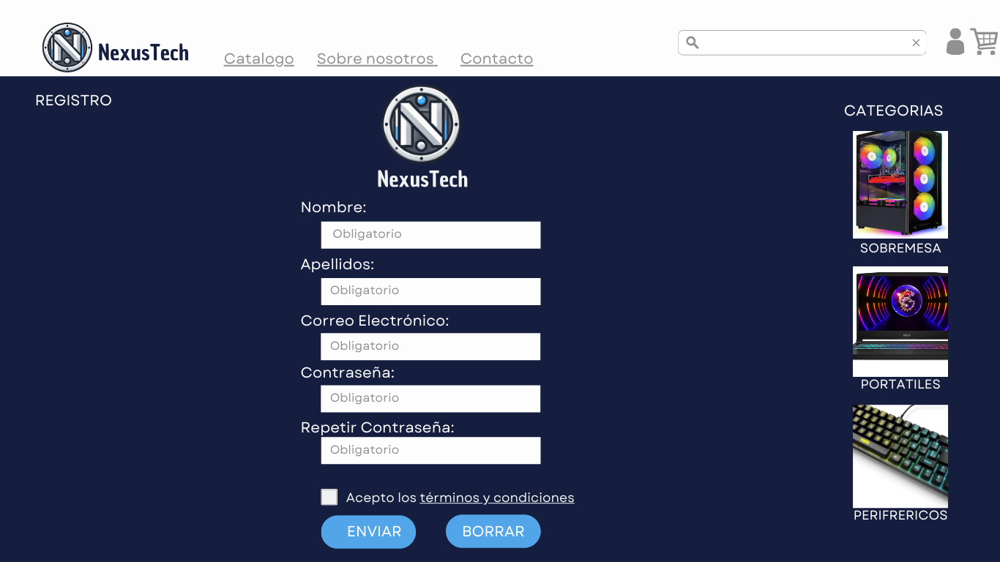 NexusTech
Catalogo
Sobre nosotros
Contacto
REGISTRO
NexusTech
Nombre:
Obligatorio
Apellidos:
Obligatorio
Correo Electrónico:
Obligatorio
Contraseña:
Obligatorio
Repetir Contraseña:
Obligatorio
Acepto los términos y condiciones
ENVIAR
BORRAR
CATEGORIAS
SOBREMESA
PORTATILES
PERIFRERICOS